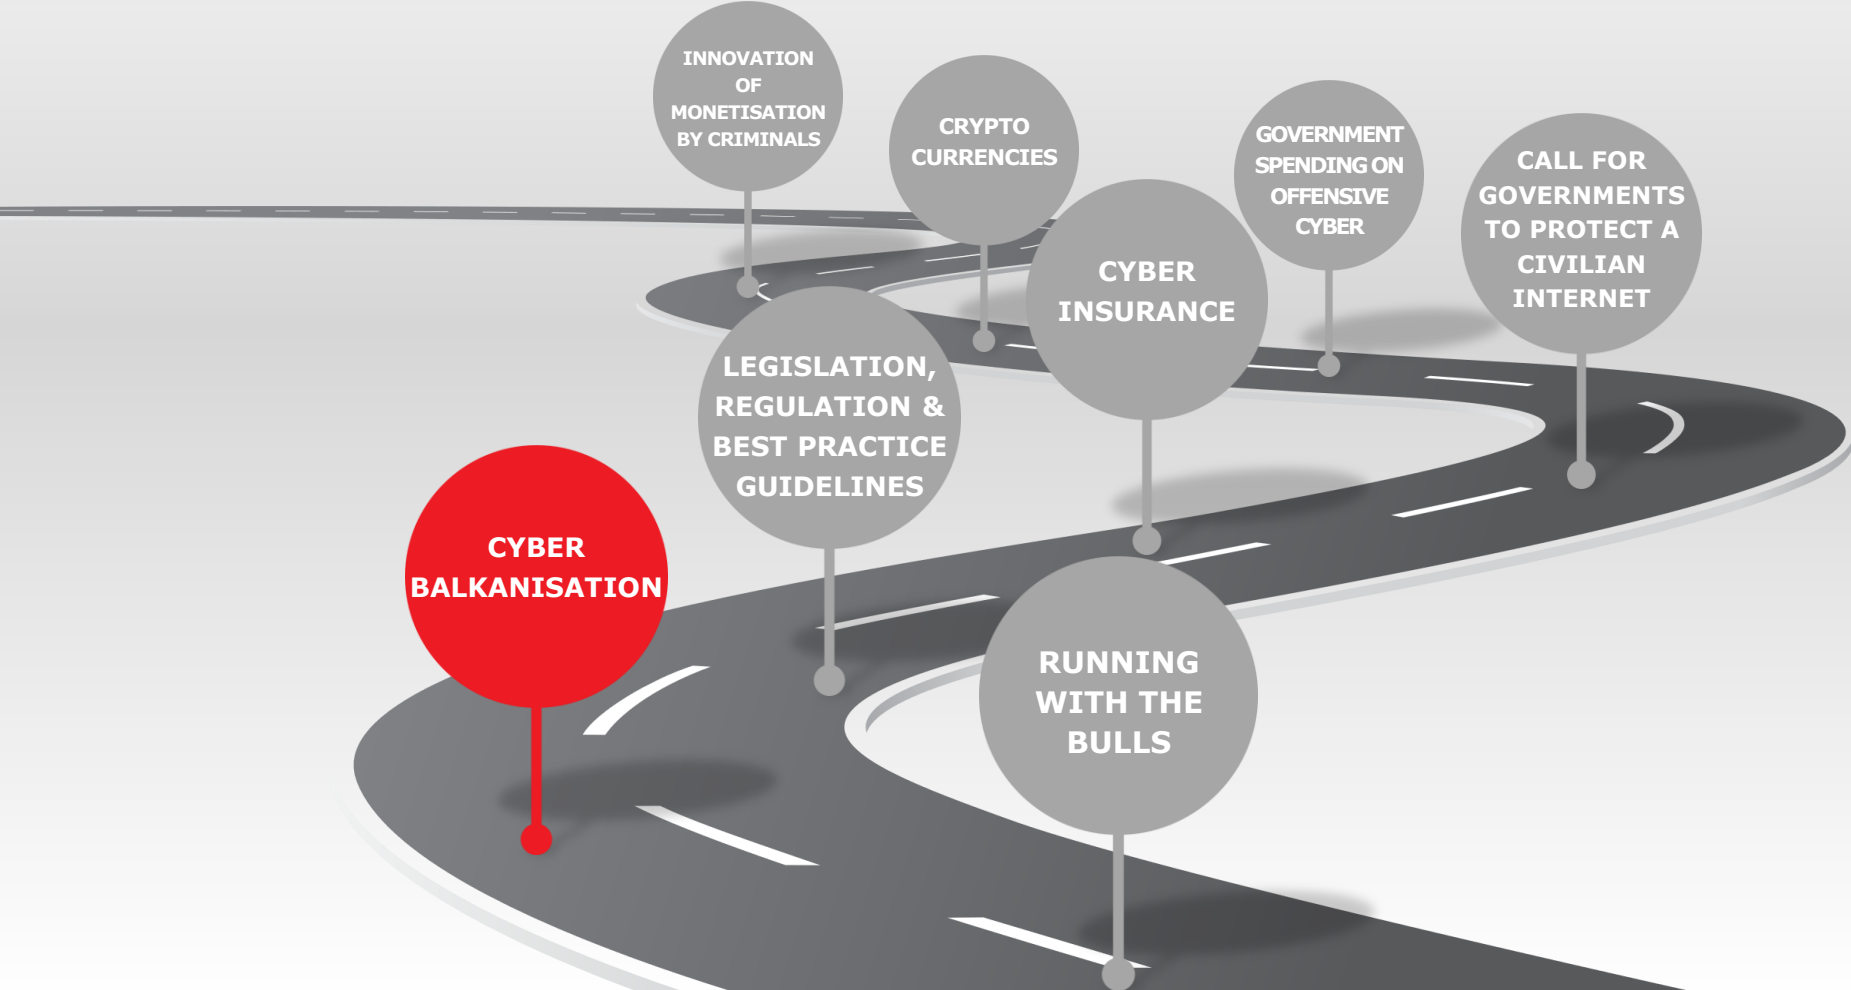 INNOVATION
OF
MONETISATION
BY CRIMINALS
CRYPTO
CURRENCIES
GOVERNMENT
SPENDING ON
OFFENSIVE
CYBER
CALL FOR
GOVERNMENTS
TO PROTECT A
CIVILIAN
INTERNET
CYBER
INSURANCE
LEGISLATION,
REGULATION &
BEST PRACTICE
GUIDELINES
CYBER
BALKANISATION
RUNNING
WITH THE
BULLS